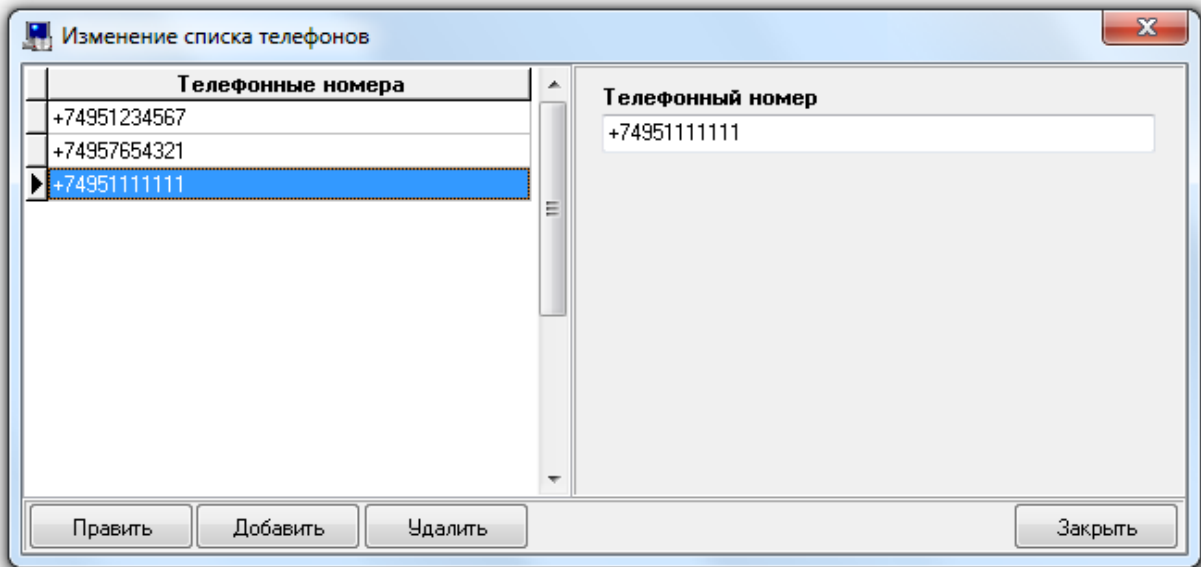 Изменение списка телефонов
Телефонные номера
+74951234567
+74957654321
+74951111111
Телефонный номер
+74951111111
Править Добавить Удалить Закрыть